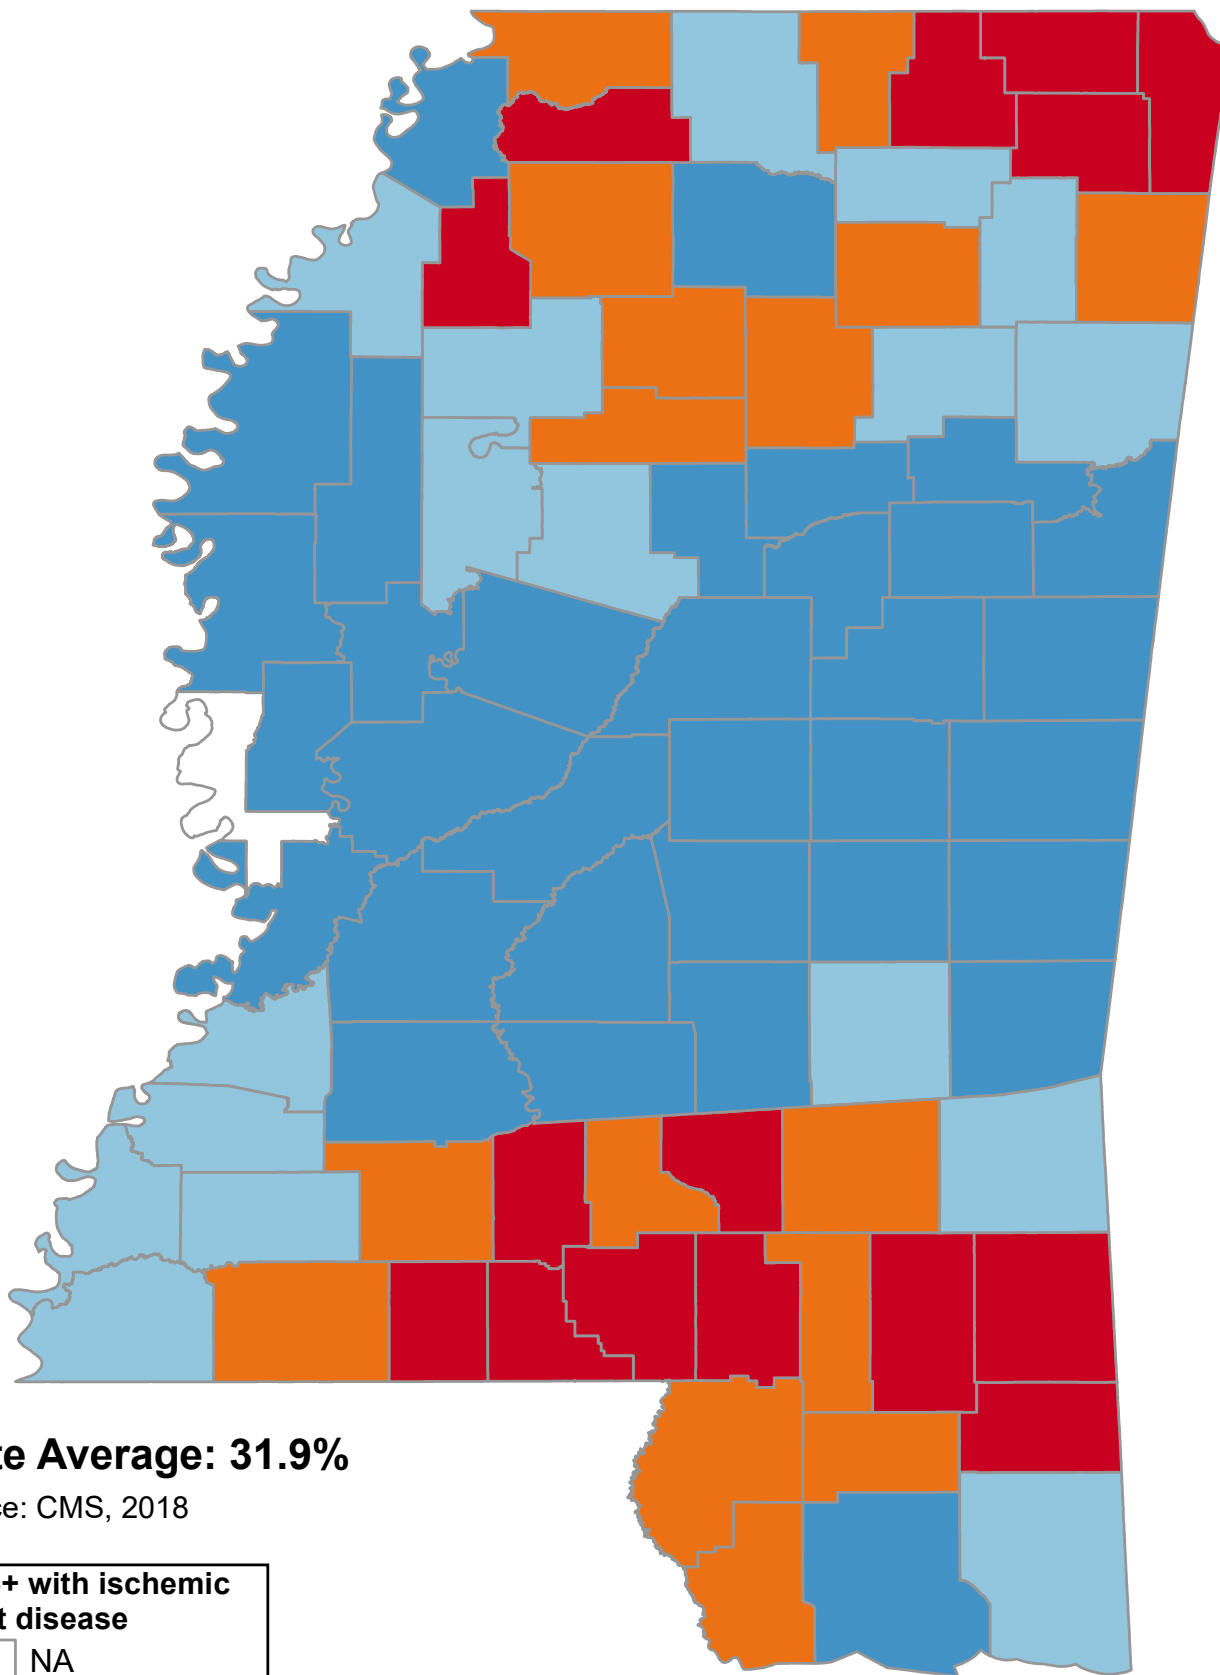 te Average: 31.9%
ce: CMS, 2018
+ with ischemic
t disease
NA